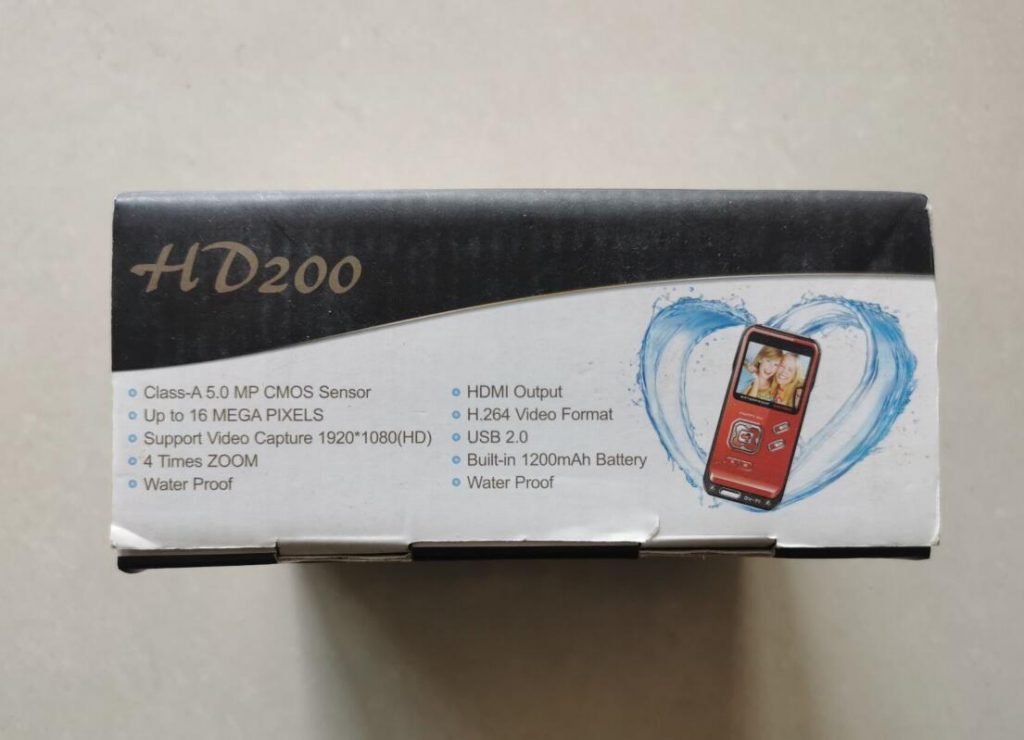 HD200
Class-A 5.0 MP CMOS Sensor
Up to 16 MEGA PIXELS
Support Video Capture 1920*1080(HD)
4 Times ZOOM
Water Proof
HDMI Output
H.264 Video Format
USB 2.0
Built-in 1200mAh Battery
Water Proof